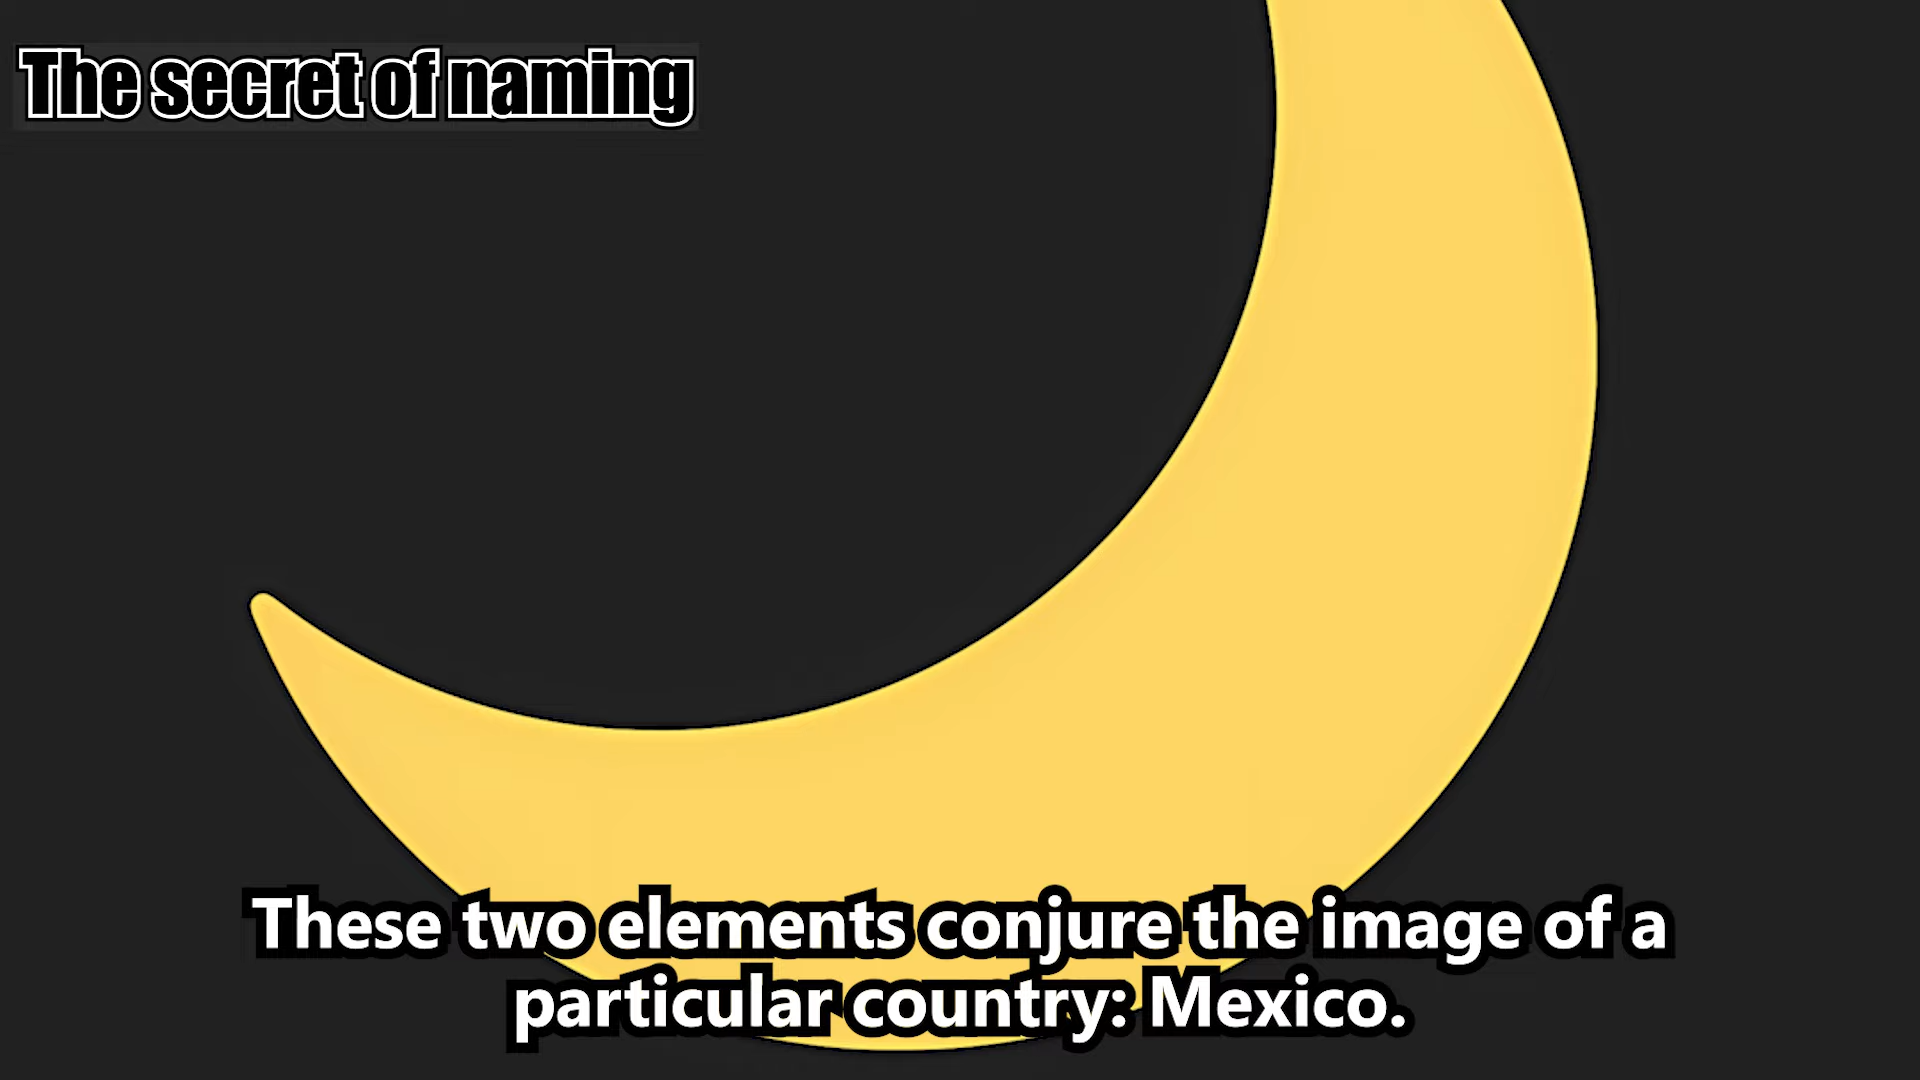 The secret of naming
These two elements conjure the image of a
particular country: Mexico.